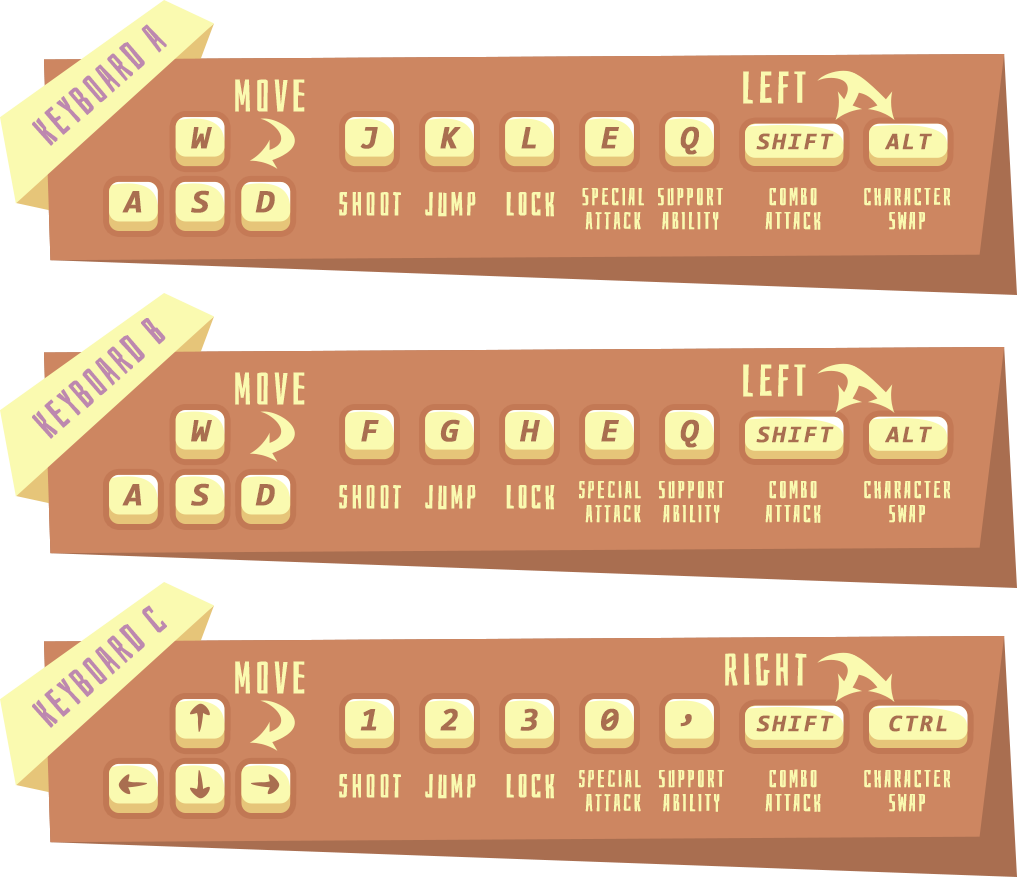 KEYBOARD A
MOVE
LEFT
W
J K L E Q SHIFT ALT
A S D
SHOOT JUMP LOCK SPECIAL ATTACK SUPPORT ABILITY COMBO ATTACK CHARACTER SWAP
KEYBOARD B
MOVE
LEFT
W
F G H E Q SHIFT ALT
A S D
SHOOT JUMP LOCK SPECIAL ATTACK SUPPORT ABILITY COMBO ATTACK CHARACTER SWAP
KEYBOARD C
MOVE
RIGHT
↑
1 2 3 0 , SHIFT CTRL
← ↓ →
SHOOT JUMP LOCK SPECIAL ATTACK SUPPORT ABILITY COMBO ATTACK CHARACTER SWAP